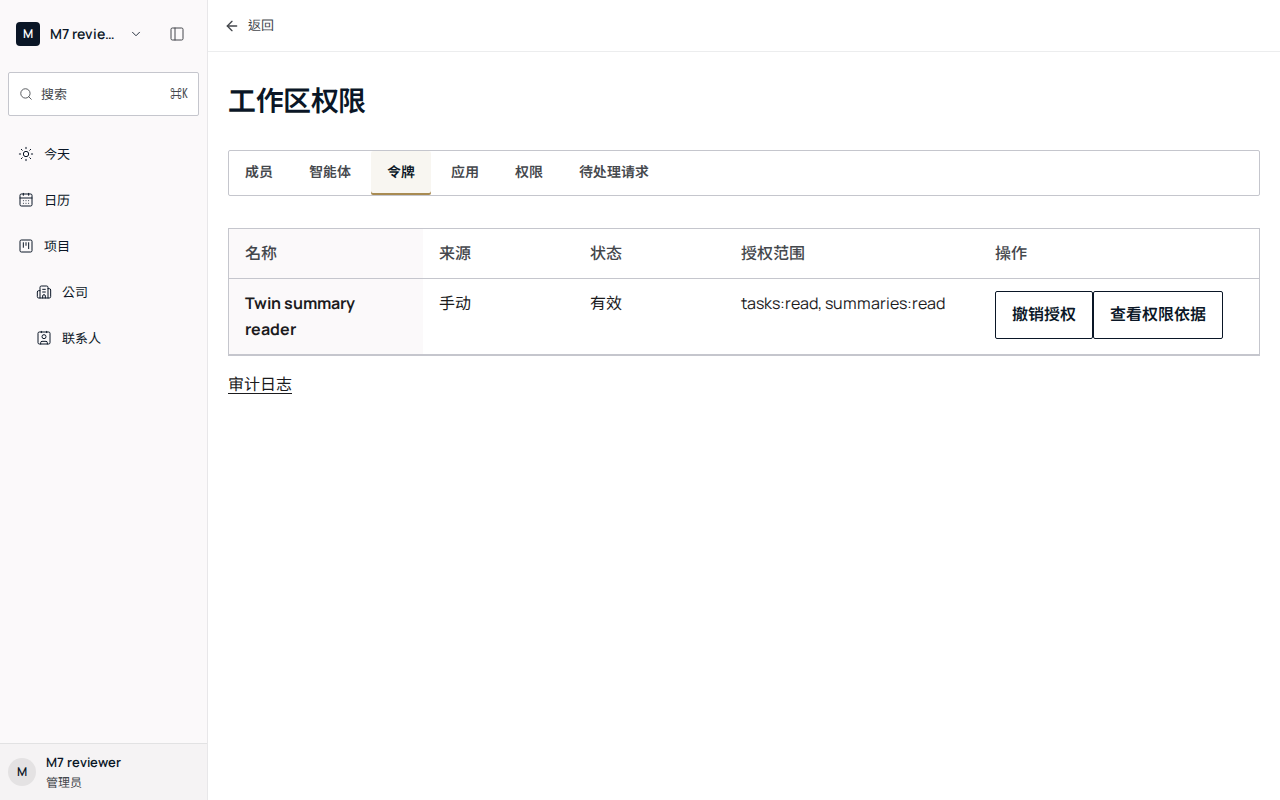 M M7 revie...
搜索 ⌘K
今天
日历
项目
公司
联系人
M M7 reviewer
管理员
返回
工作区权限
成员 智能体 令牌 应用 权限 待处理请求
名称 来源 状态 授权范围 操作
Twin summary reader 手动 有效 tasks:read, summaries:read 撤销授权 查看权限依据
审计日志